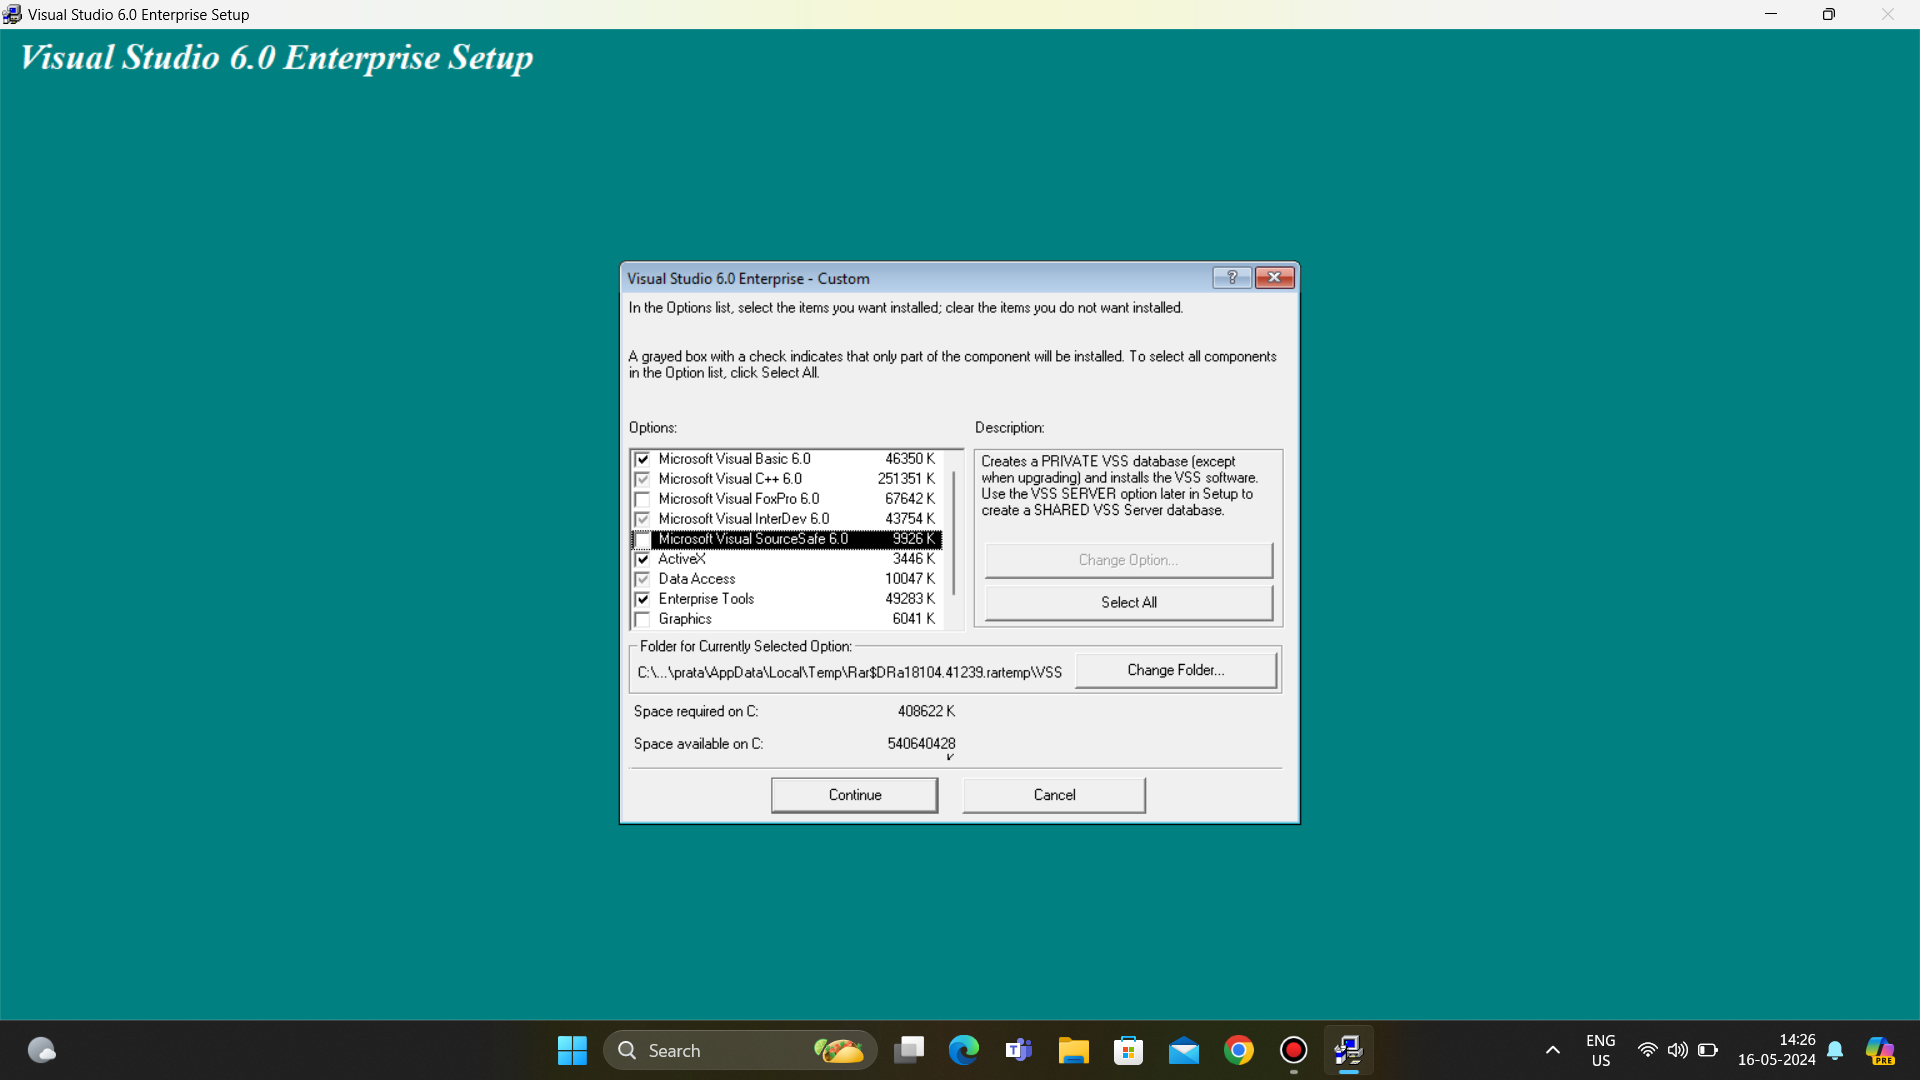 Visual Studio 6.0 Enterprise Setup
Visual Studio 6.0 Enterprise Setup
Visual Studio 6.0 Enterprise - Custom
?
In the Options list, select the items you want installed; clear the items you do not want installed.
A grayed box with a check indicates that only part of the component will be installed. To select all components
in the Option list, click Select All.
Options:
Microsoft Visual Basic 6.0 46350 K
Microsoft Visual C++ 6.0 251351 K
Microsoft Visual FoxPro 6.0 67642 K
Microsoft Visual InterDev 6.0 43754 K
Microsoft Visual SourceSafe 6.0 9926 K
ActiveX 3446 K
Data Access 10047 K
Enterprise Tools 49283 K
Graphics 6041 K
Description:
Creates a PRIVATE VSS database (except
when upgrading) and installs the VSS software.
Use the VSS SERVER option later in Setup to
create a SHARED VSS Server database.
Change Option...
Select All
Folder for Currently Selected Option:
C:\...\prata\AppData\Local\Temp\Rar$DRa18104.41239.rartemp\VSS
Change Folder...
Space required on C: 408622 K
Space available on C: 540640428
Continue
Cancel
Search
ENG
US
14:26
16-05-2024
PRE